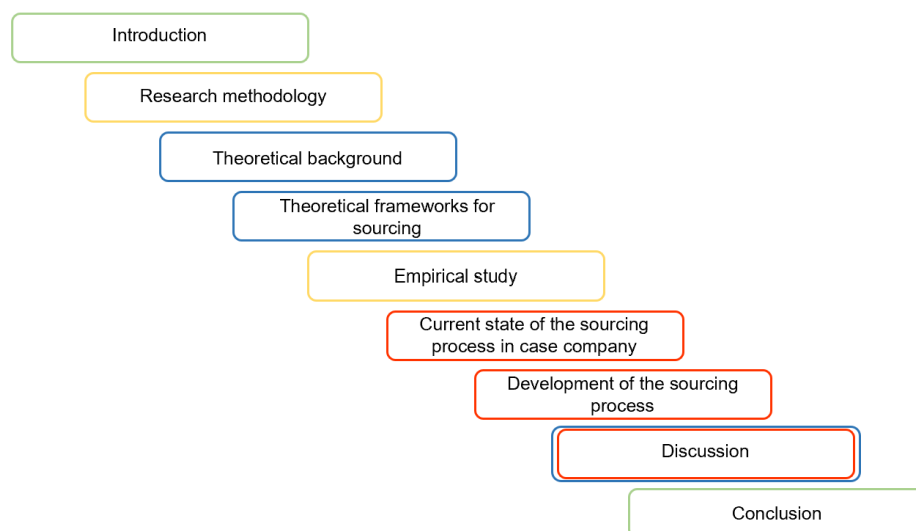 Introduction
Research methodology
Theoretical background
Theoretical frameworks for
sourcing
Empirical study
Current state of the sourcing
process in case company
Development of the sourcing
process
Discussion
Conclusion